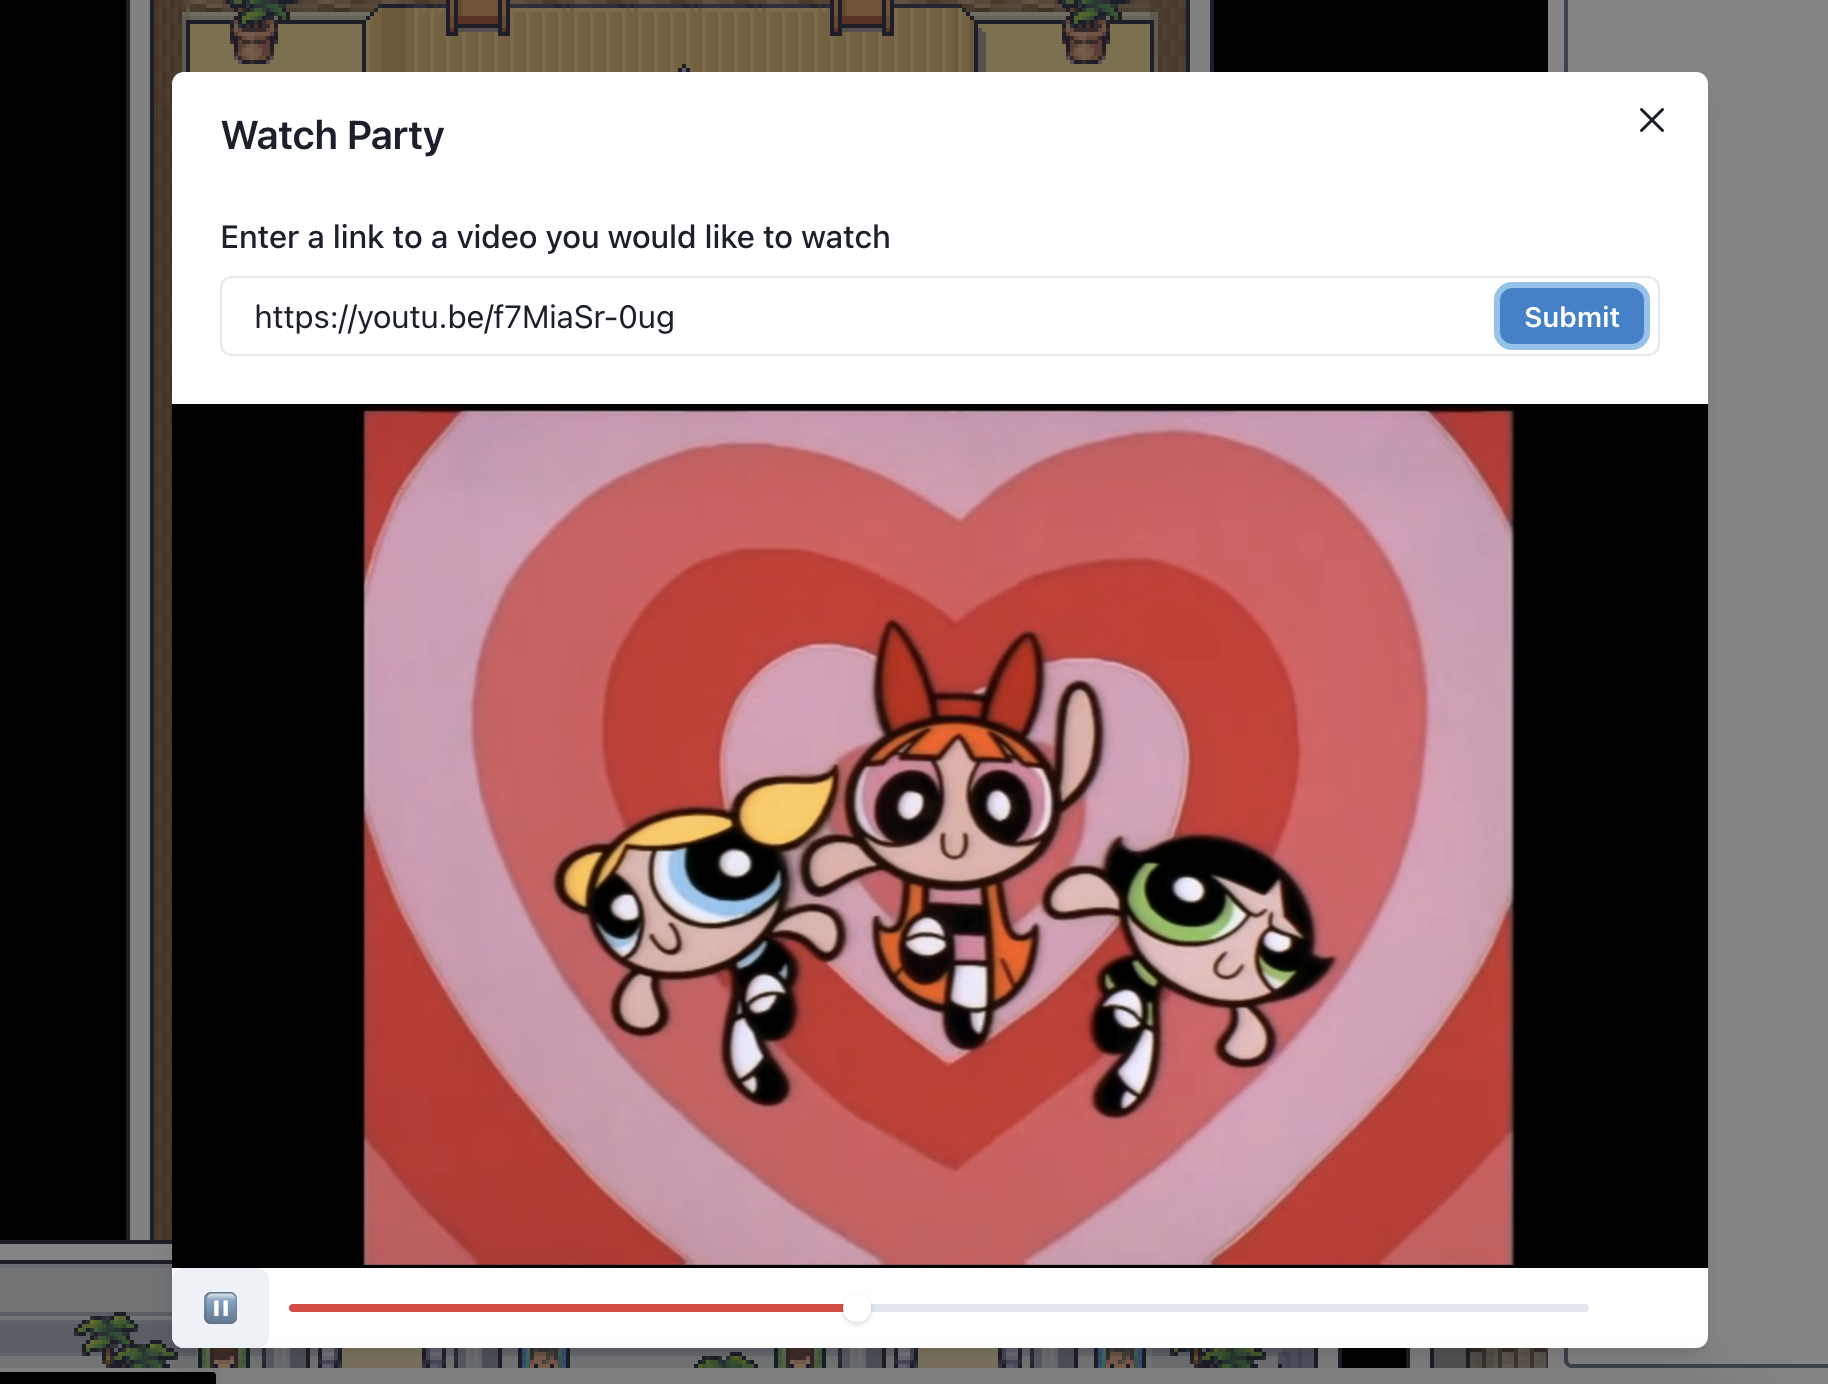 Watch Party
Enter a link to a video you would like to watch
https://youtu.be/f7MiaSr-0ug
Submit